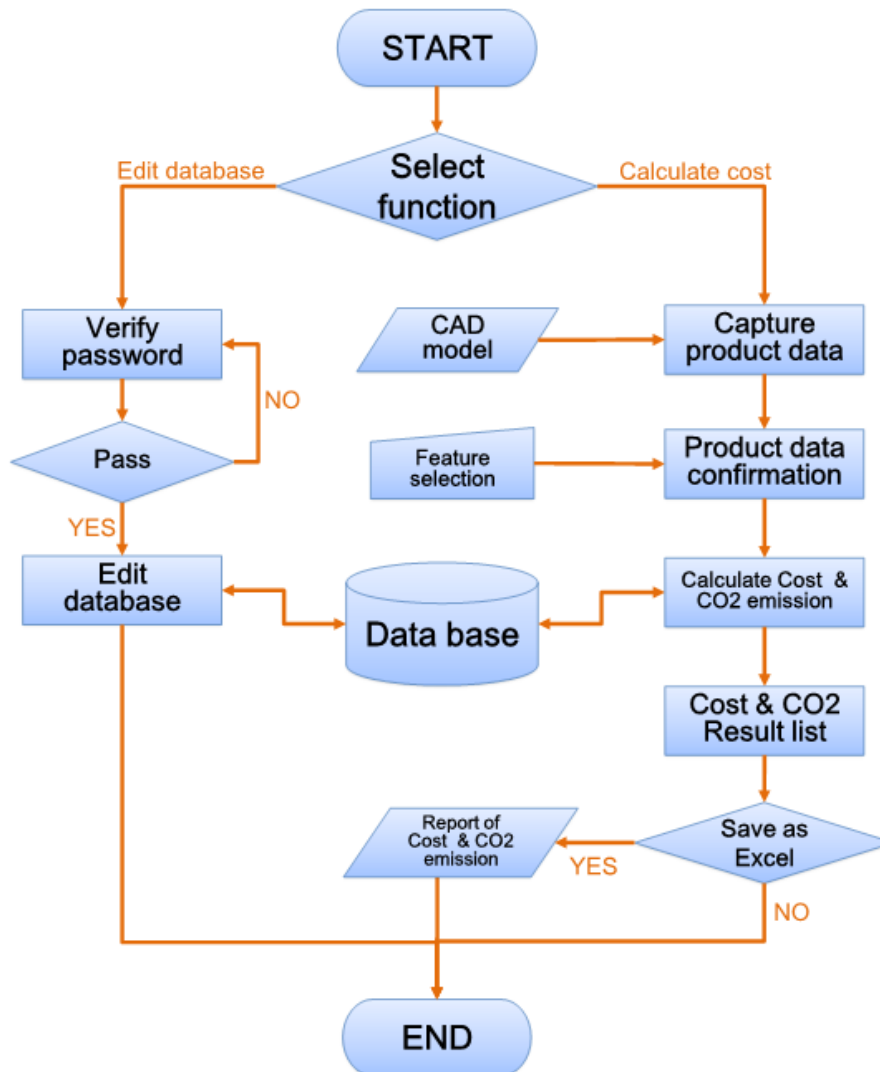 START
Select
function
Edit database
Calculate cost
Verify
password
CAD
model
Capture
product data
NO
Pass
Feature
selection
Product data
confirmation
YES
Edit
database
Data base
Calculate Cost &
CO2 emission
Cost & CO2
Result list
Report of
Cost & CO2
emission
YES
Save as
Excel
NO
END